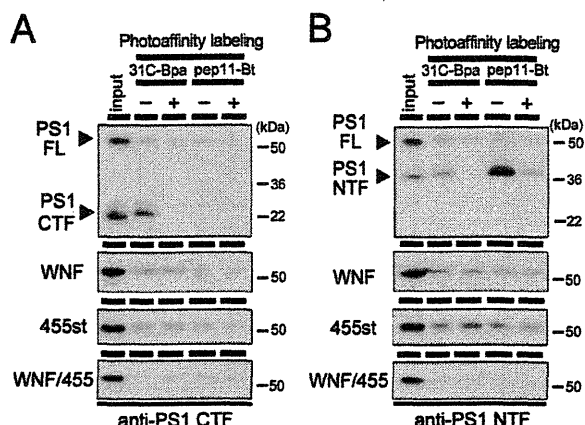 A
Photoaffinity labeling
31C-Bpa pep11-Bt
input
− + − +
(kDa)
PS1
FL
50
36
PS1
CTF
22
WNF
50
455st
50
WNF/455
50
anti-PS1 CTF
B
Photoaffinity labeling
31C-Bpa pep11-Bt
input
− + − +
(kDa)
PS1
FL
50
PS1
NTF
36
22
WNF
50
455st
50
WNF/455
50
anti-PS1 NTF